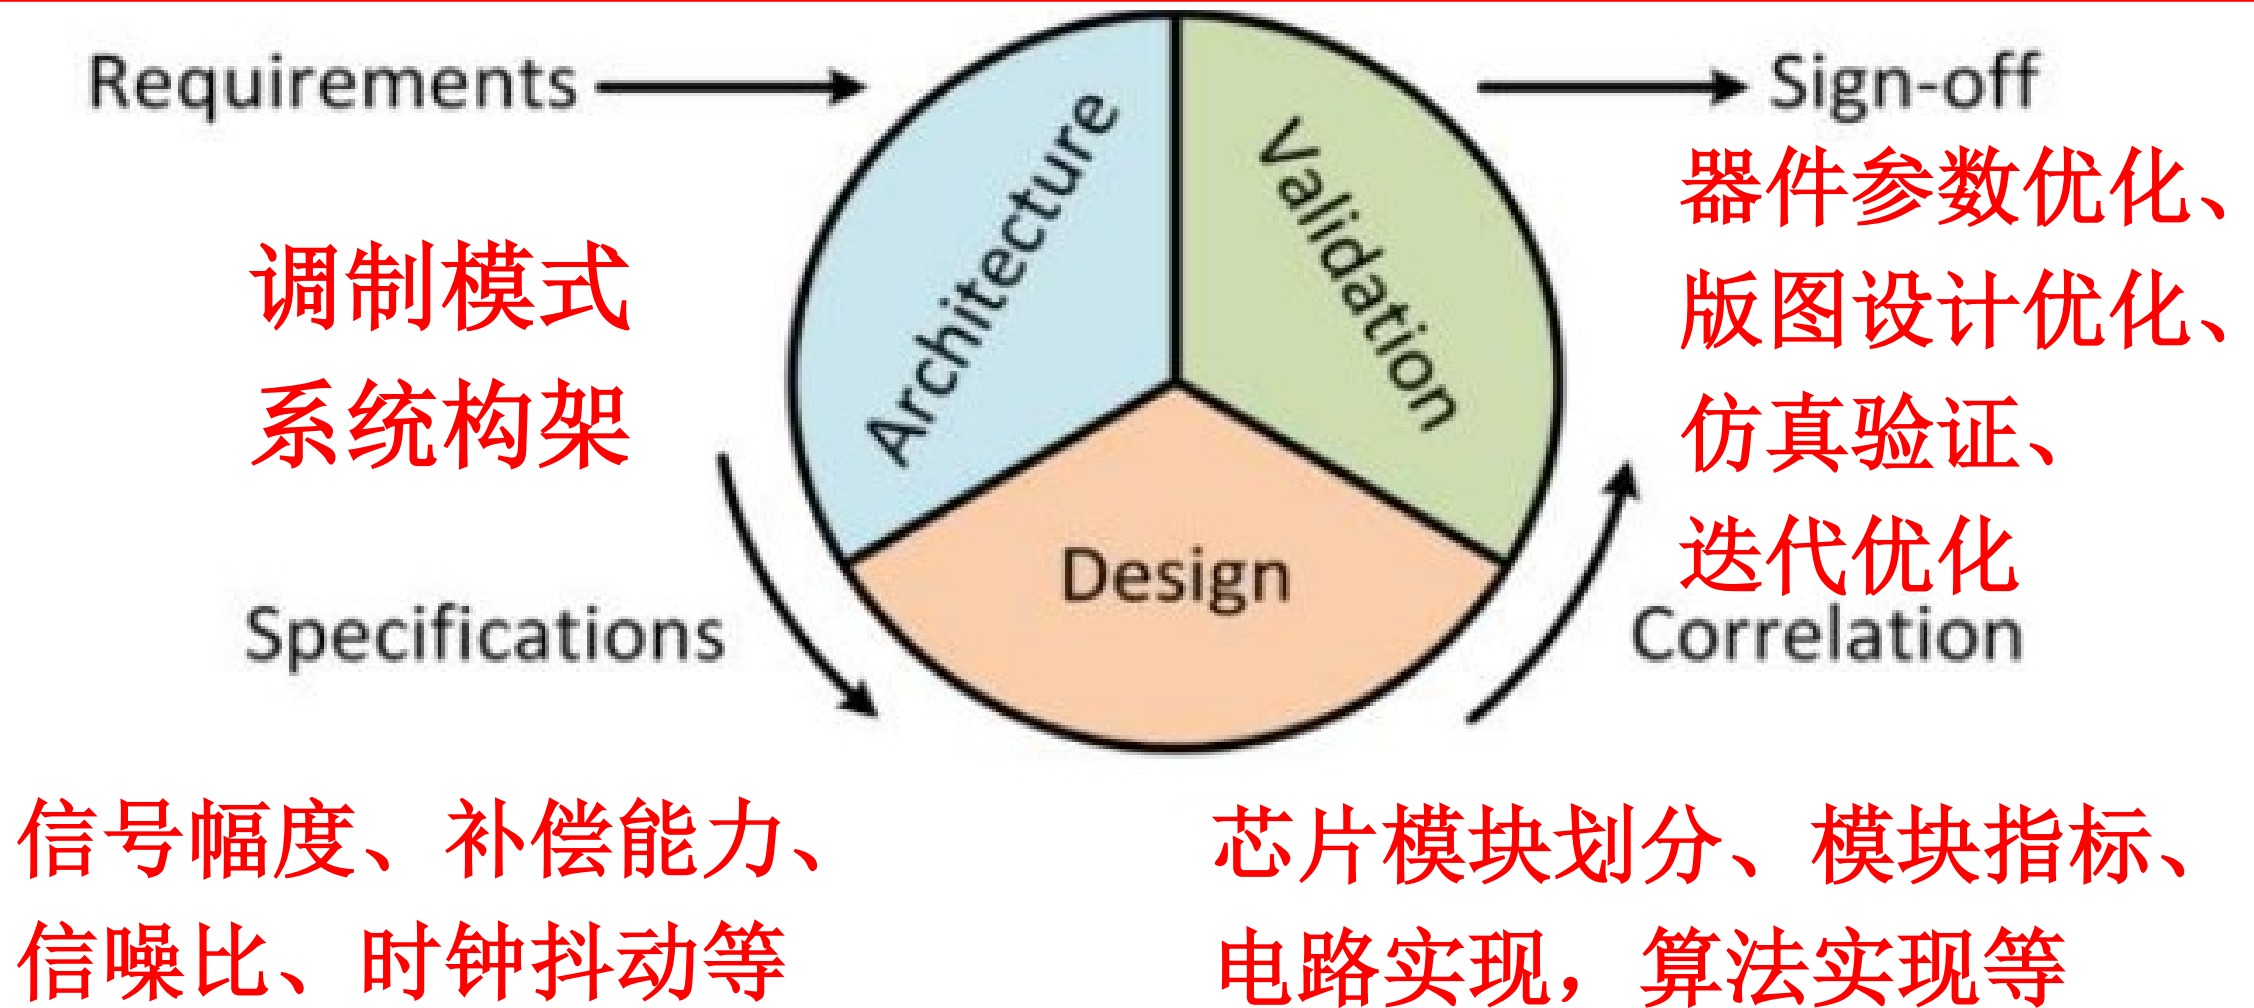 Requirements
Sign-off
Architecture
Validation
Design
调制模式
系统构架
器件参数优化、
版图设计优化、
仿真验证、
迭代优化
Specifications
Correlation
信号幅度、补偿能力、
信噪比、时钟抖动等
芯片模块划分、模块指标、
电路实现，算法实现等